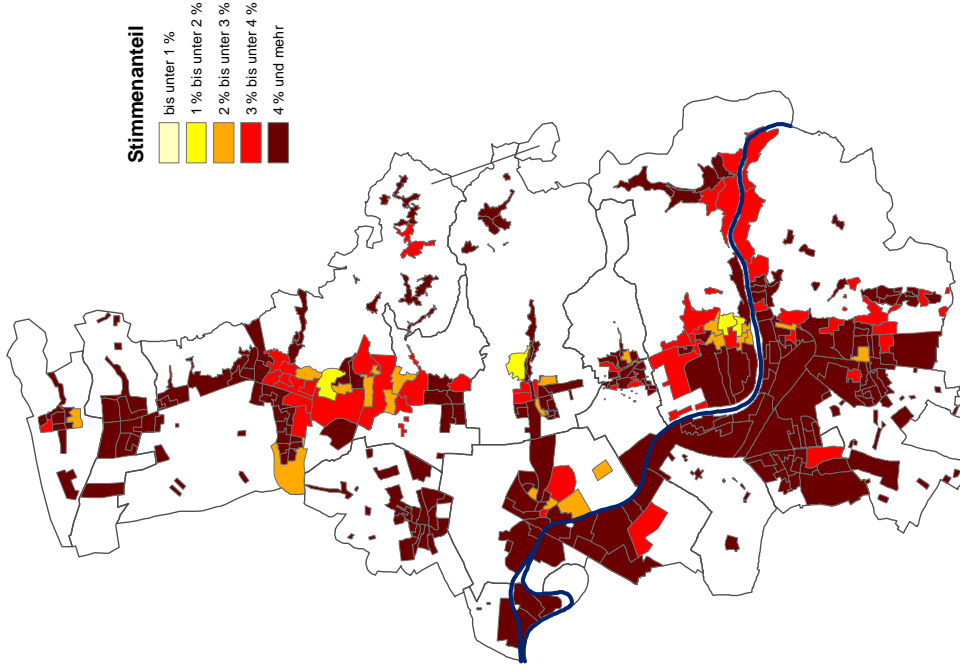 Stimmenanteil
bis unter 1 %
1 % bis unter 2 %
2 % bis unter 3 %
3 % bis unter 4 %
4 % und mehr